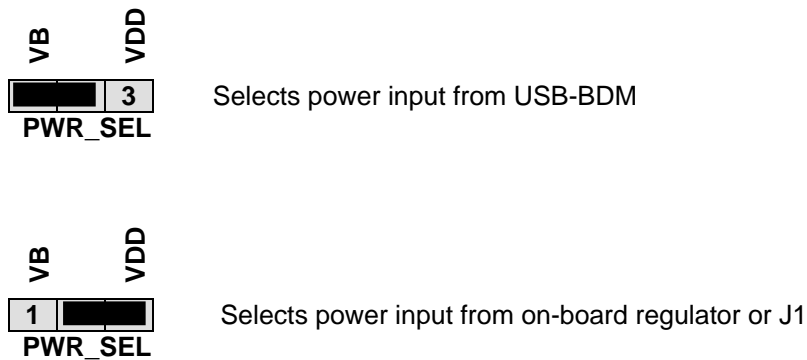 VB VDD
3 Selects power input from USB-BDM
PWR_SEL
VB VDD
1 Selects power input from on-board regulator or J1
PWR_SEL